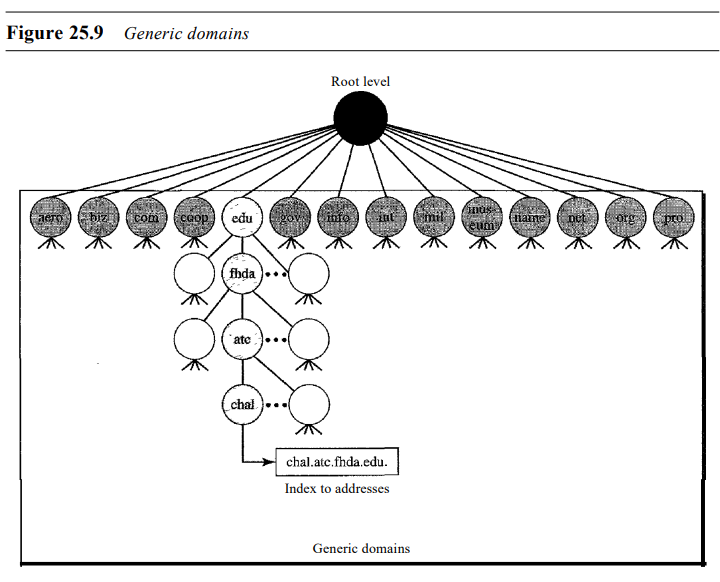 Figure 25.9 Generic domains
Root level
aero biz com coop edu gov info int mil mus- name net org pro
eum
fhda
atc
chal
chal.atc.fhda.edu.
Index to addresses
Generic domains